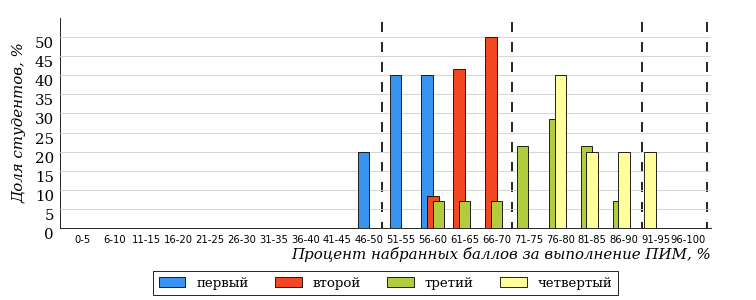 Доля студентов, %
50
45
40
35
30
25
20
15
10
5
0
0-5 6-10 11-15 16-20 21-25 26-30 31-35 36-40 41-45 46-50 51-55 56-60 61-65 66-70 71-75 76-80 81-85 86-90 91-95 96-100
Процент набранных баллов за выполнение ПИМ, %
первый второй третий четвертый